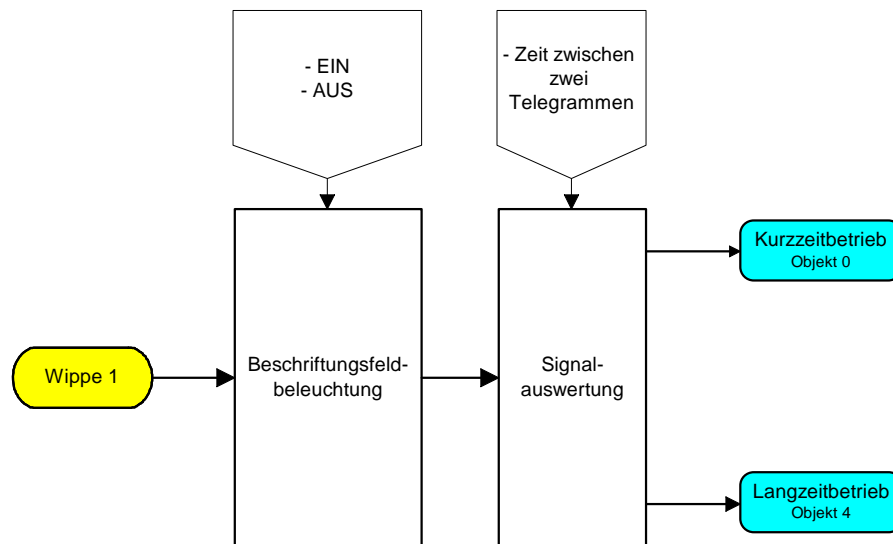 - EIN
- AUS
- Zeit zwischen
zwei
Telegrammen
Wippe 1
Beschriftungsfeld-
beleuchtung
Signal-
auswertung
Kurzzeitbetrieb
Objekt 0
Langzeitbetrieb
Objekt 4